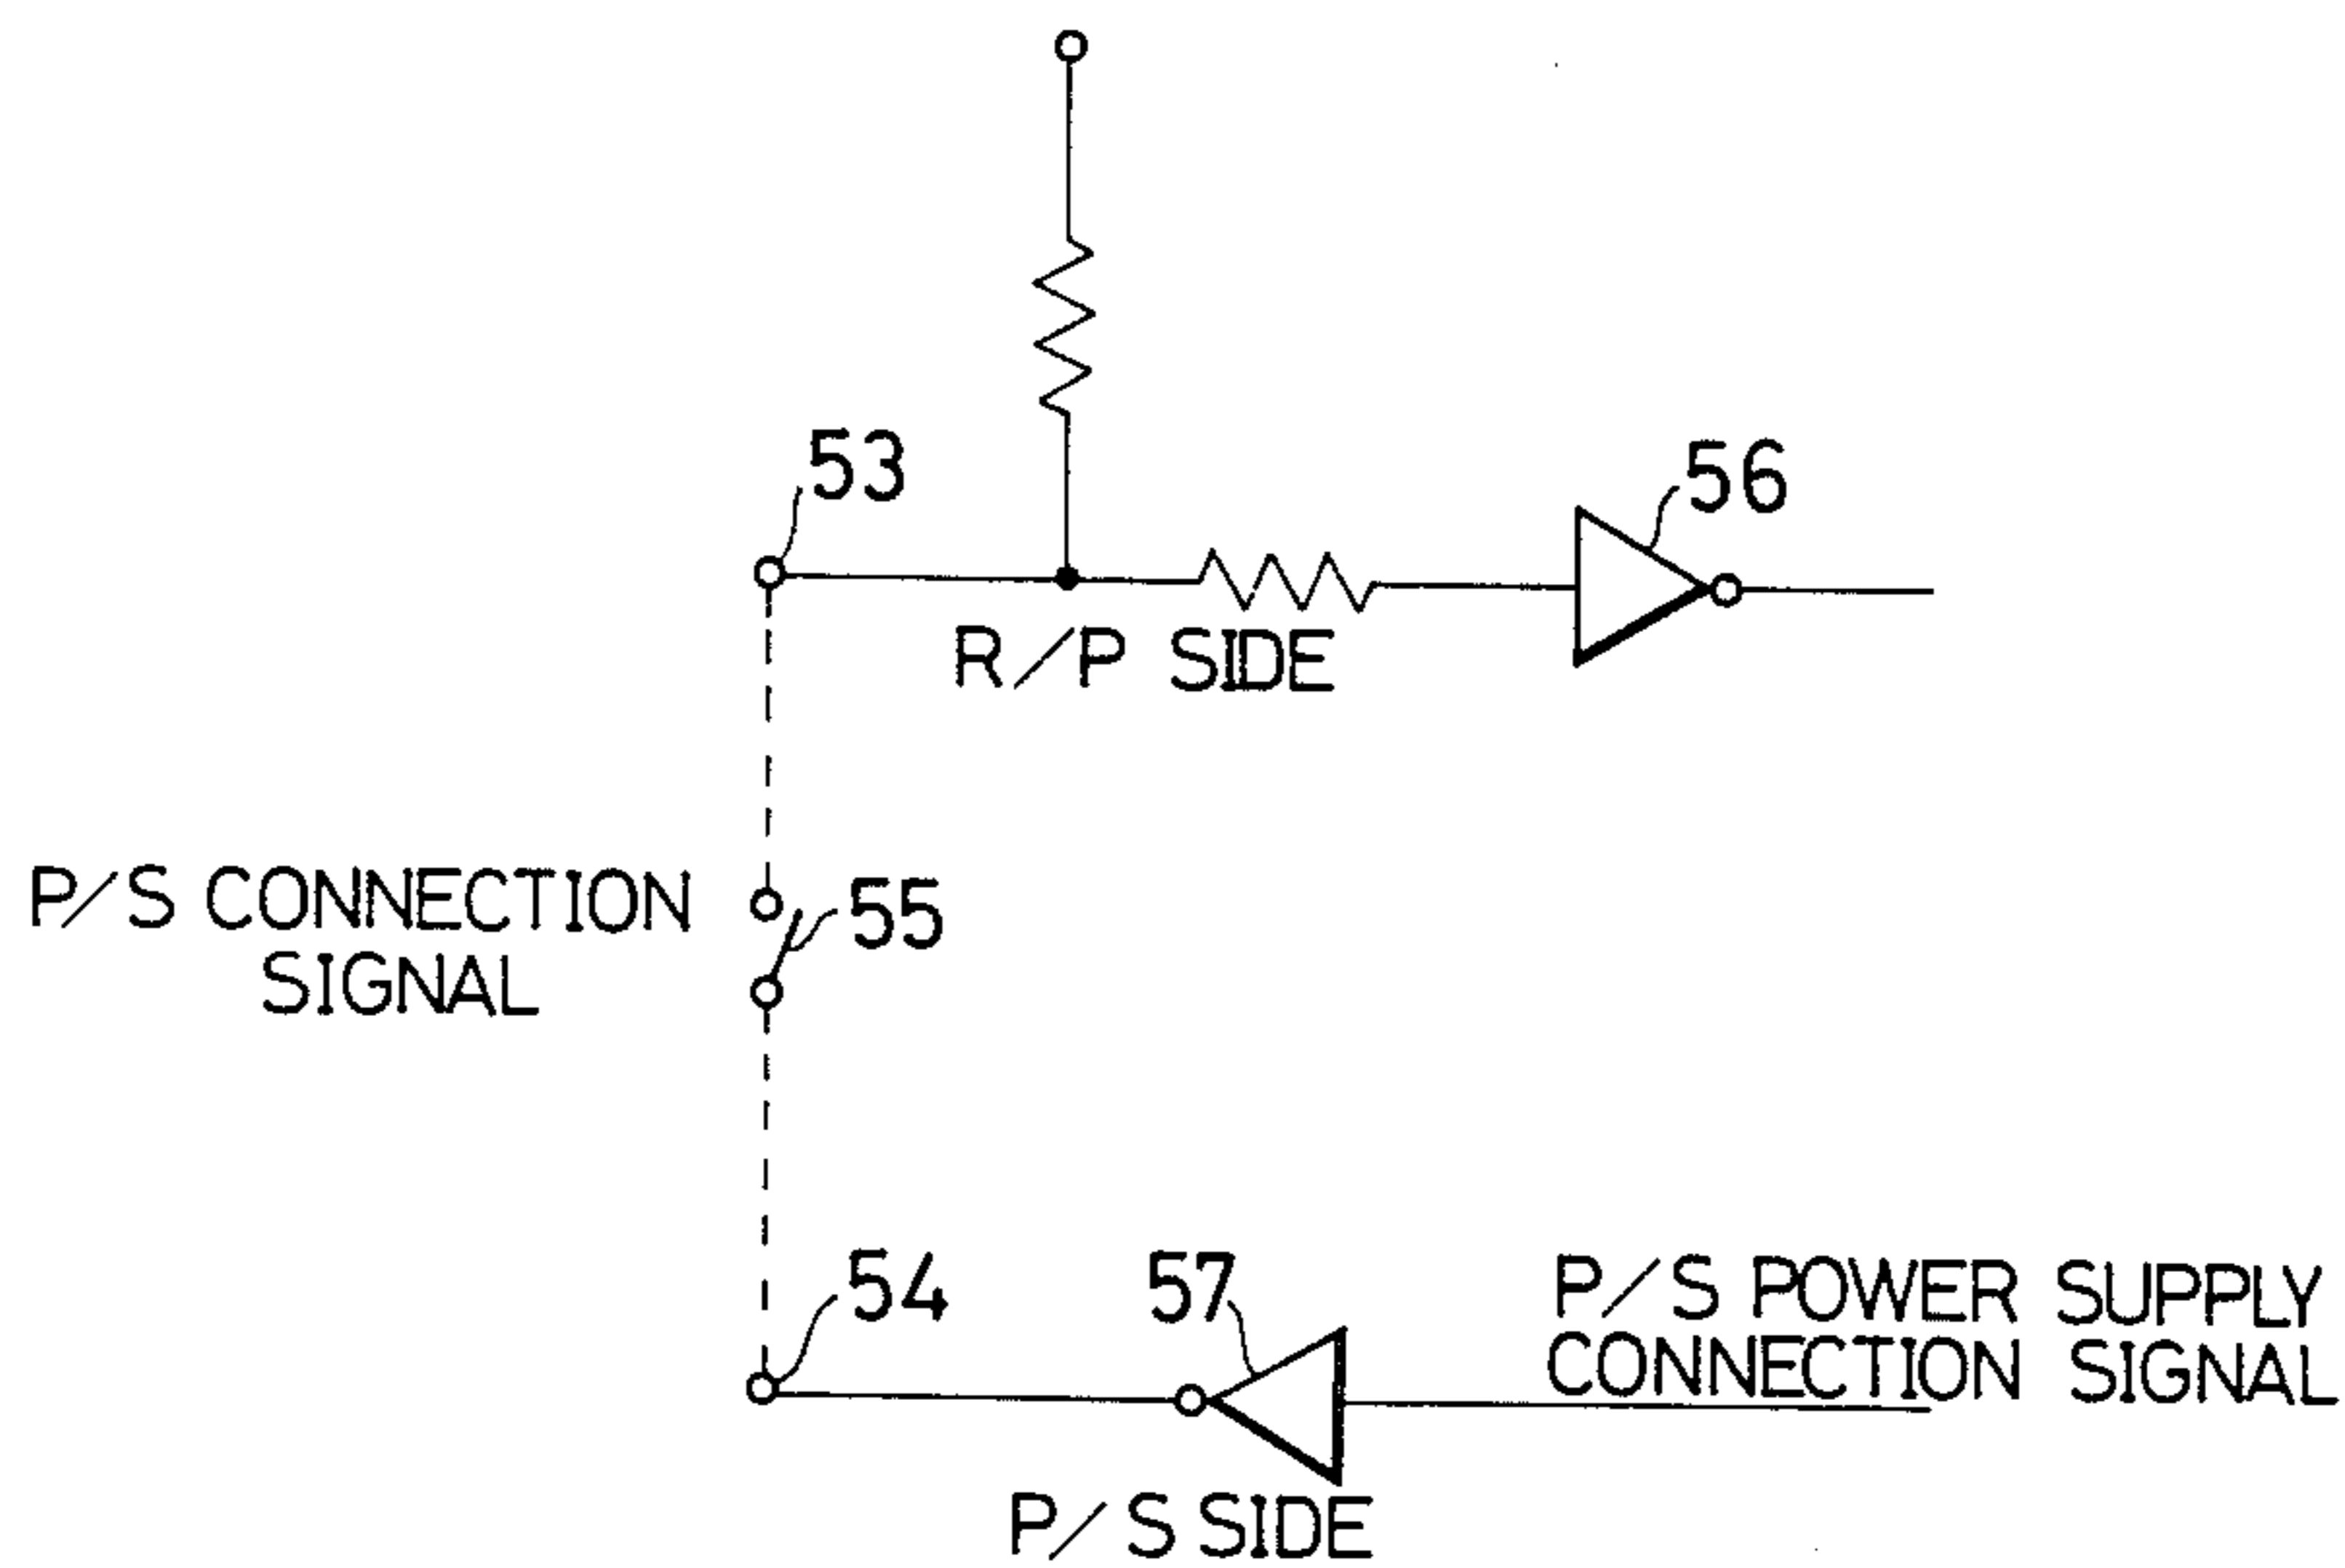 53
56
R/P SIDE
P/S CONNECTION
SIGNAL
55
54
57
P/S POWER SUPPLY
CONNECTION SIGNAL
P/S SIDE